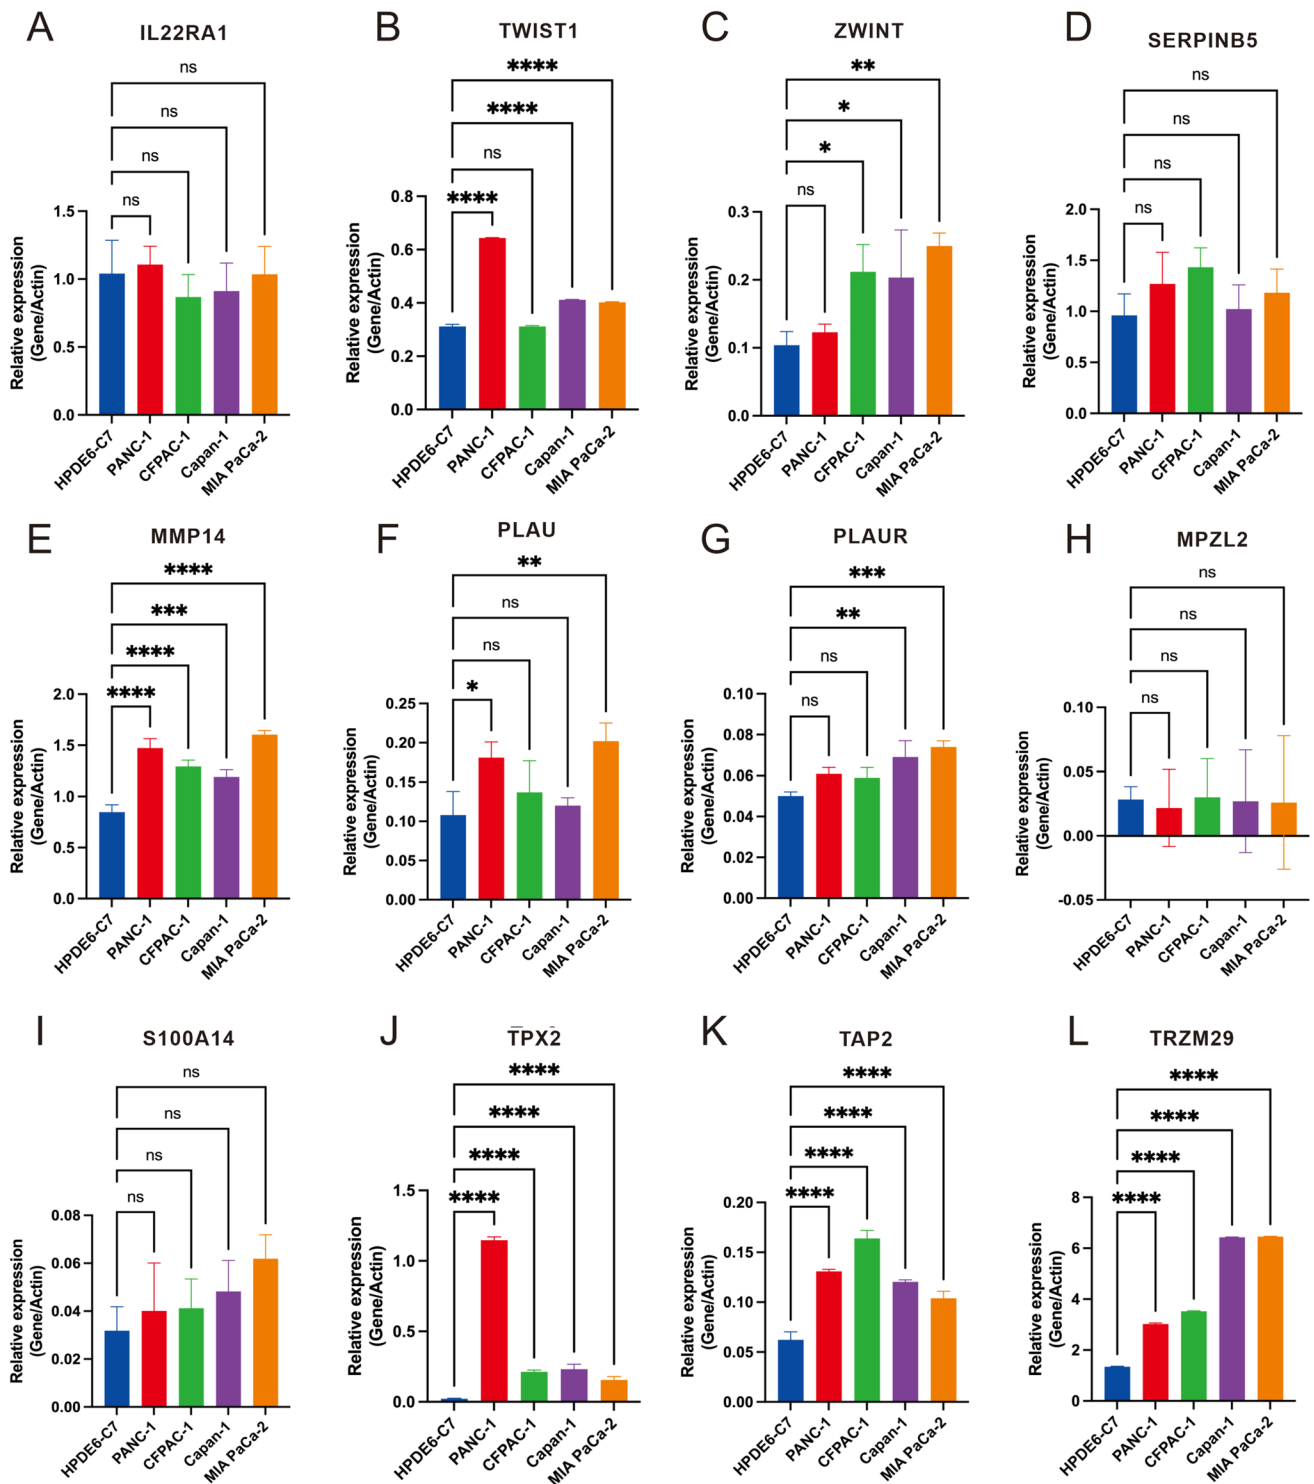 A
IL22RA1
ns
ns
ns
ns
Relative expression
(Gene/Actin)
1.5
1.0
0.5
0.0
HPDE6-C7
PANC-1
CFPAC-1
Capan-1
MIA PaCa-2
B
TWIST1
****
****
ns
****
Relative expression
(Gene/Actin)
0.8
0.6
0.4
0.2
0.0
HPDE6-C7
PANC-1
CFPAC-1
Capan-1
MIA PaCa-2
C
ZWINT
**
*
*
ns
Relative expression
(Gene/Actin)
0.3
0.2
0.1
0.0
HPDE6-C7
PANC-1
CFPAC-1
Capan-1
MIA PaCa-2
D
SERPINB5
ns
ns
ns
ns
Relative expression
(Gene/Actin)
2.0
1.5
1.0
0.5
0.0
HPDE6-C7
PANC-1
CFPAC-1
Capan-1
MIA PaCa-2
E
MMP14
****
***
****
****
Relative expression
(Gene/Actin)
2.0
1.5
1.0
0.5
0.0
HPDE6-C7
PANC-1
CFPAC-1
Capan-1
MIA PaCa-2
F
PLAU
**
ns
ns
*
Relative expression
(Gene/Actin)
0.25
0.20
0.15
0.10
0.05
0.00
HPDE6-C7
PANC-1
CFPAC-1
Capan-1
MIA PaCa-2
G
PLAUR
***
**
ns
ns
Relative expression
(Gene/Actin)
0.10
0.08
0.06
0.04
0.02
0.00
HPDE6-C7
PANC-1
CFPAC-1
Capan-1
MIA PaCa-2
H
MPZL2
ns
ns
ns
ns
Relative expression
(Gene/Actin)
0.10
0.05
0.00
-0.05
HPDE6-C7
PANC-1
CFPAC-1
Capan-1
MIA PaCa-2
I
S100A14
ns
ns
ns
ns
Relative expression
(Gene/Actin)
0.08
0.06
0.04
0.02
0.00
HPDE6-C7
PANC-1
CFPAC-1
Capan-1
MIA PaCa-2
J
TPX2
****
****
****
****
Relative expression
(Gene/Actin)
1.5
1.0
0.5
0.0
HPDE6-C7
PANC-1
CFPAC-1
Capan-1
MIA PaCa-2
K
TAP2
****
****
****
****
Relative expression
(Gene/Actin)
0.20
0.15
0.10
0.05
0.00
HPDE6-C7
PANC-1
CFPAC-1
Capan-1
MIA PaCa-2
L
TRZM29
****
****
****
****
Relative expression
(Gene/Actin)
8
6
4
2
0
HPDE6-C7
PANC-1
CFPAC-1
Capan-1
MIA PaCa-2